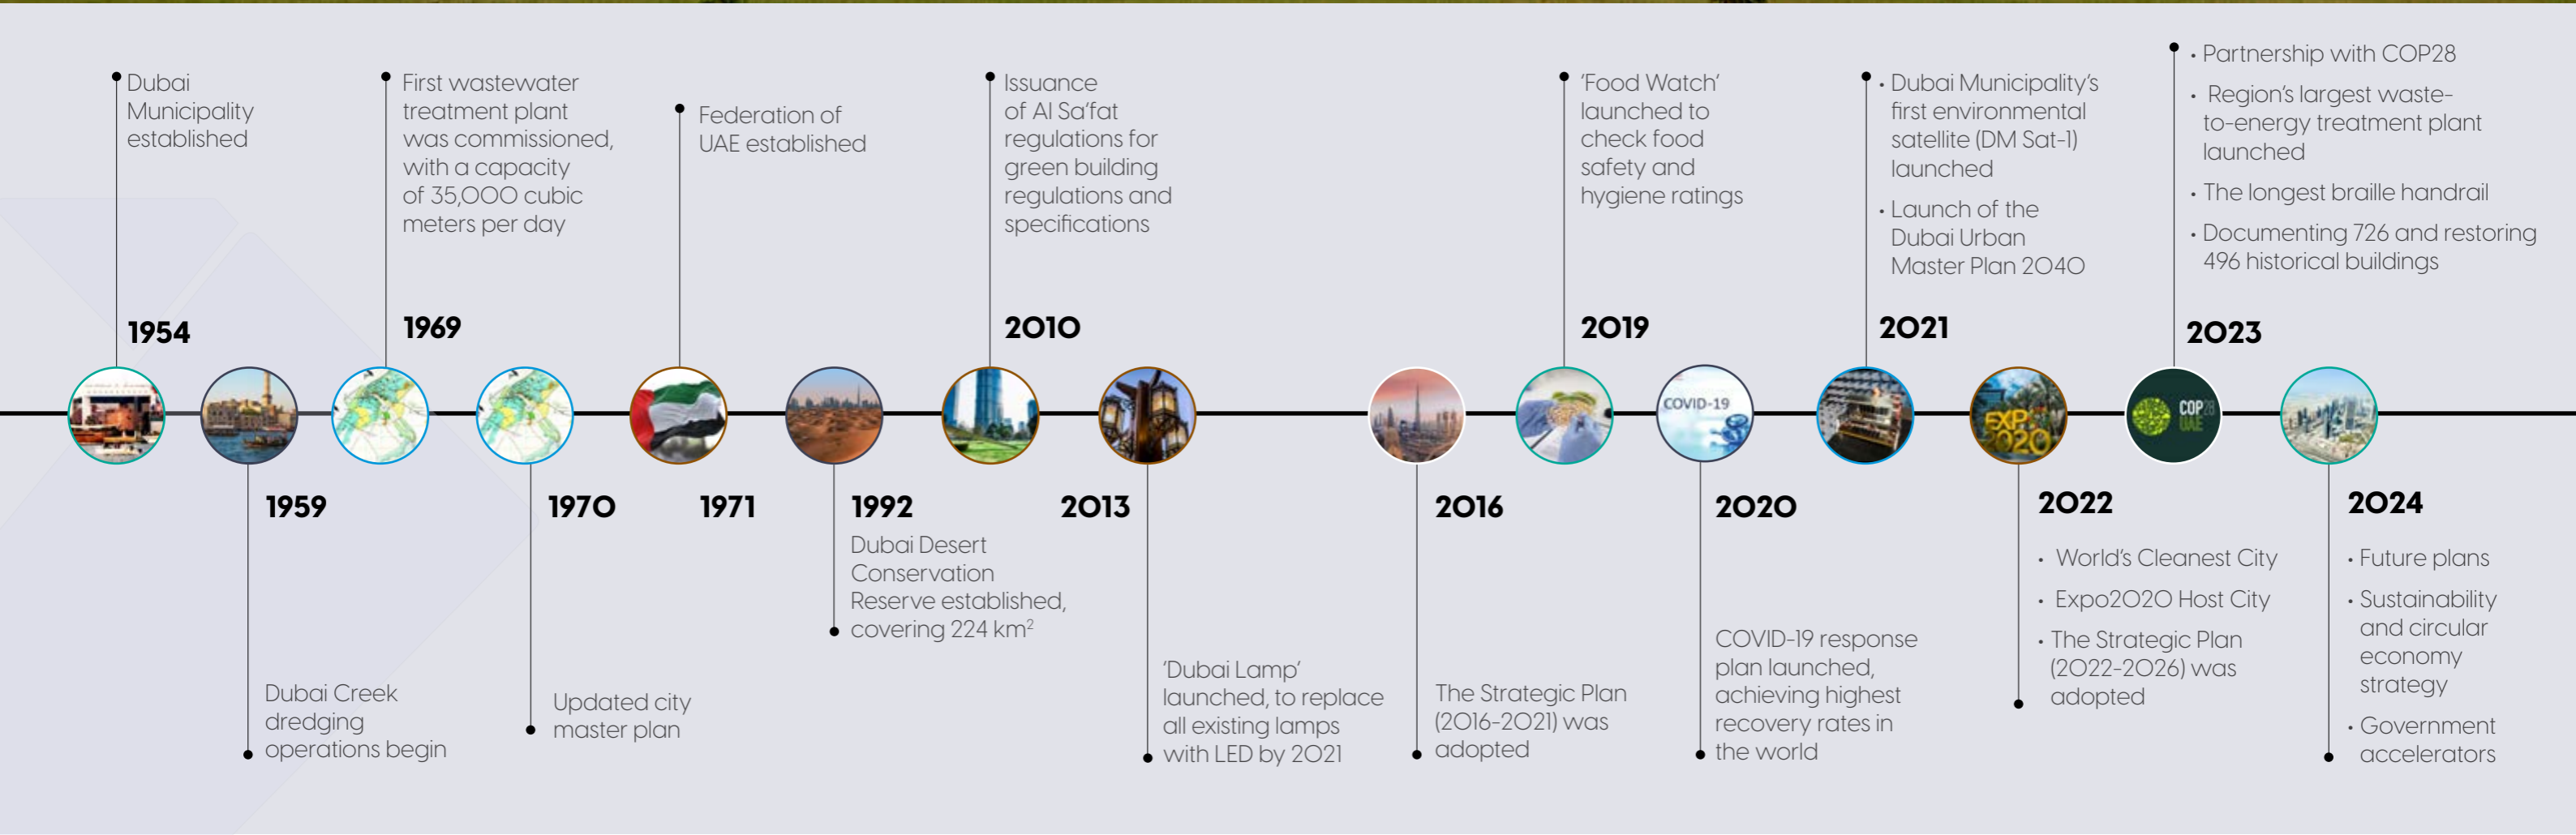 Dubai
Municipality
established
1954
1959
Dubai Creek
dredging
operations begin
First wastewater
treatment plant
was commissioned,
with a capacity
of 35,000 cubic
meters per day
1969
1970
Updated city
master plan
Federation of
UAE established
1971
1992
Dubai Desert
Conservation
Reserve established,
covering 224 km²
Issuance
of Al Sa'fat
regulations for
green building
regulations and
specifications
2010
2013
'Dubai Lamp'
launched, to replace
all existing lamps
with LED by 2021
2016
The Strategic Plan
(2016-2021) was
adopted
'Food Watch'
launched to
check food
safety and
hygiene ratings
2019
COVID-19
2020
COVID-19 response
plan launched,
achieving highest
recovery rates in
the world
• Dubai Municipality's
first environmental
satellite (DM Sat-1)
launched
• Launch of the
Dubai Urban
Master Plan 2040
2021
EXPO
2020
2022
• World's Cleanest City
• Expo2020 Host City
• The Strategic Plan
(2022-2026) was
adopted
• Partnership with COP28
• Region's largest waste-
to-energy treatment plant
launched
• The longest braille handrail
• Documenting 726 and restoring
496 historical buildings
2023
COP28
UAE
2024
• Future plans
• Sustainability
and circular
economy
strategy
• Government
accelerators